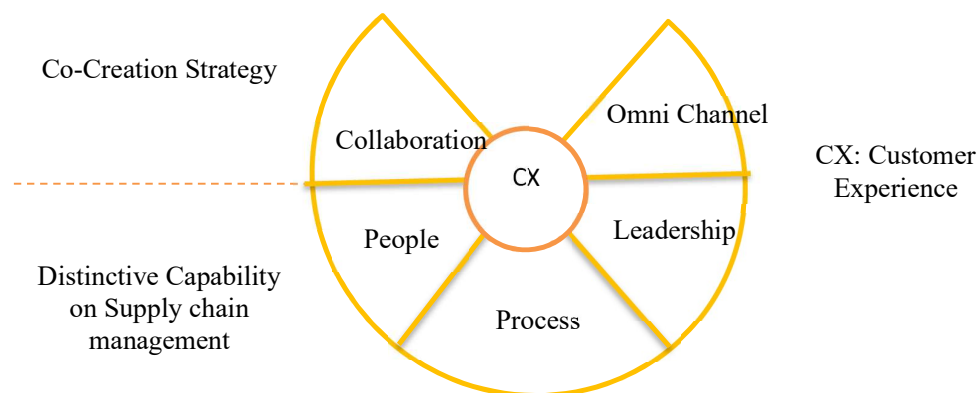 Co-Creation Strategy
Collaboration
Omni Channel
CX
CX: Customer
Experience
People
Leadership
Distinctive Capability
on Supply chain
management
Process